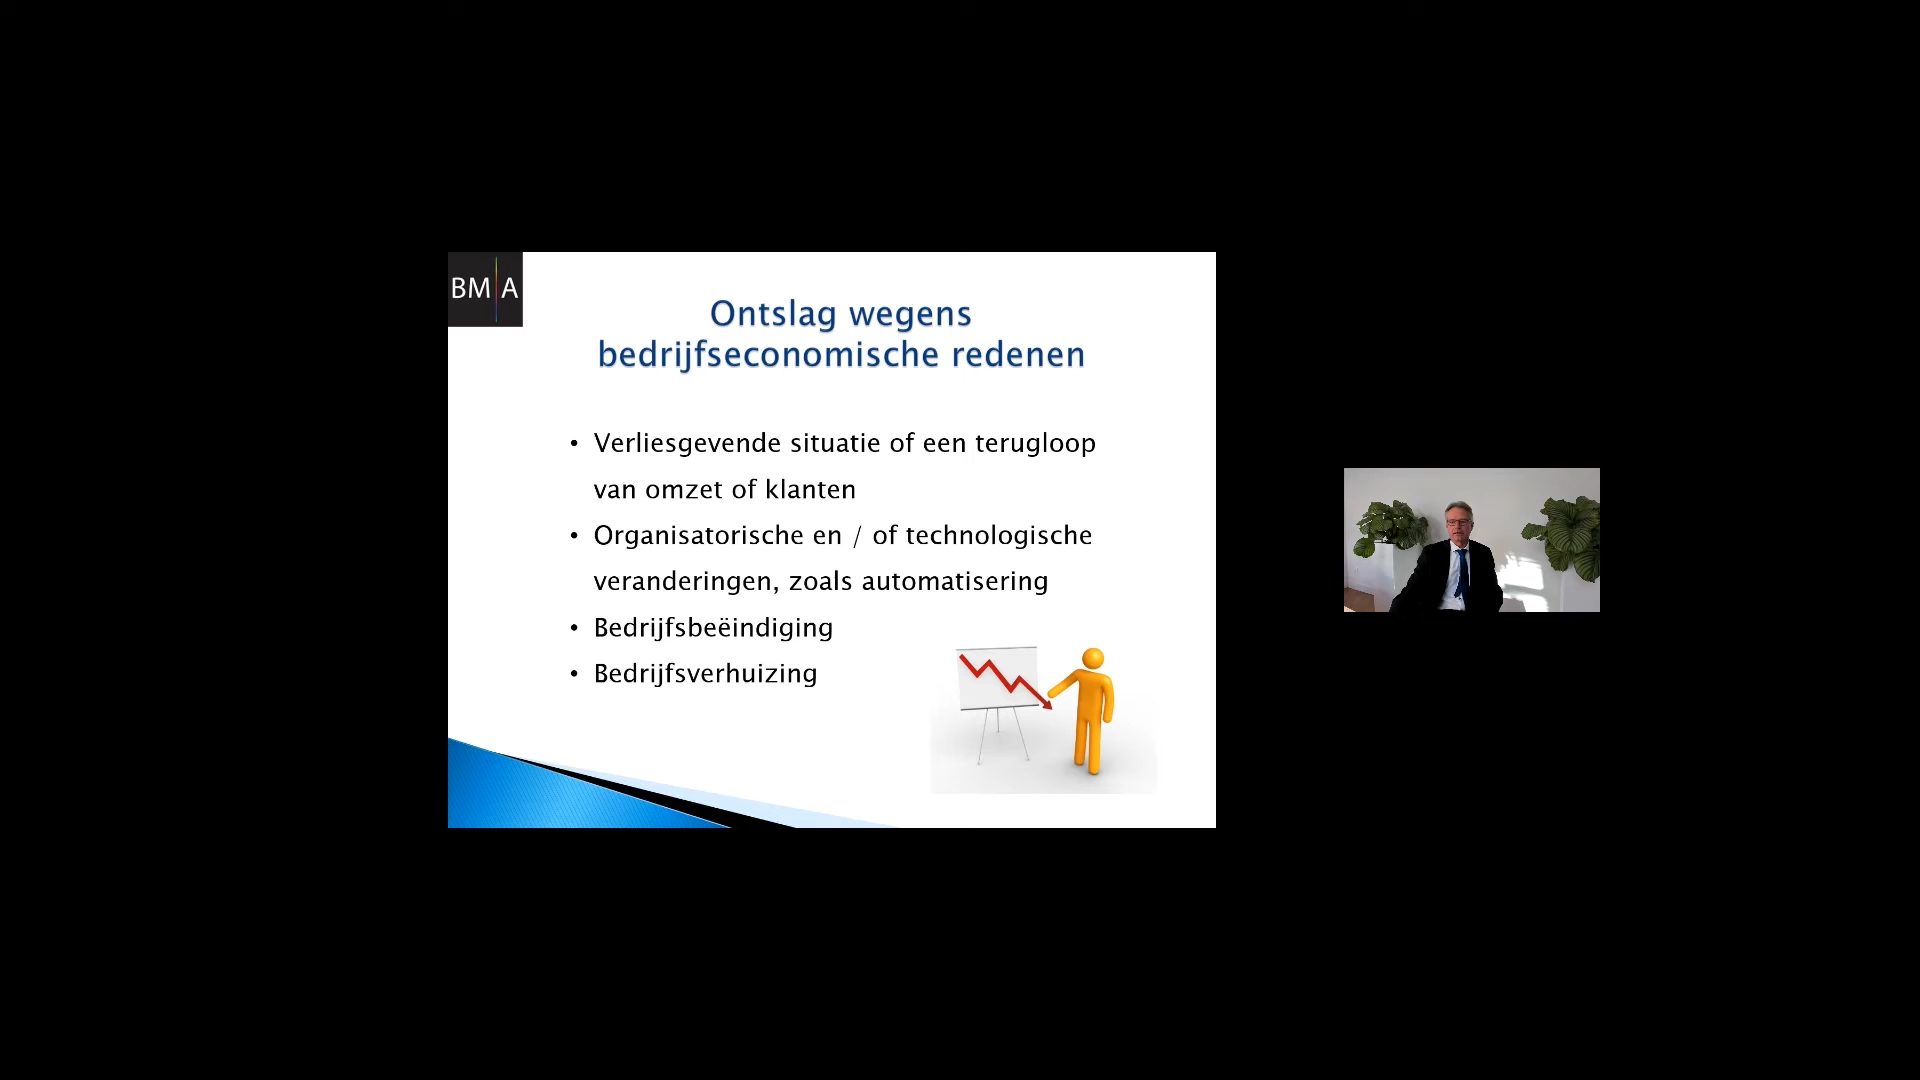 BM|A
Ontslag wegens
bedrijfseconomische redenen
• Verliesgevende situatie of een terugloop
van omzet of klanten
• Organisatorische en / of technologische
veranderingen, zoals automatisering
• Bedrijfsbeëindiging
• Bedrijfsverhuizing